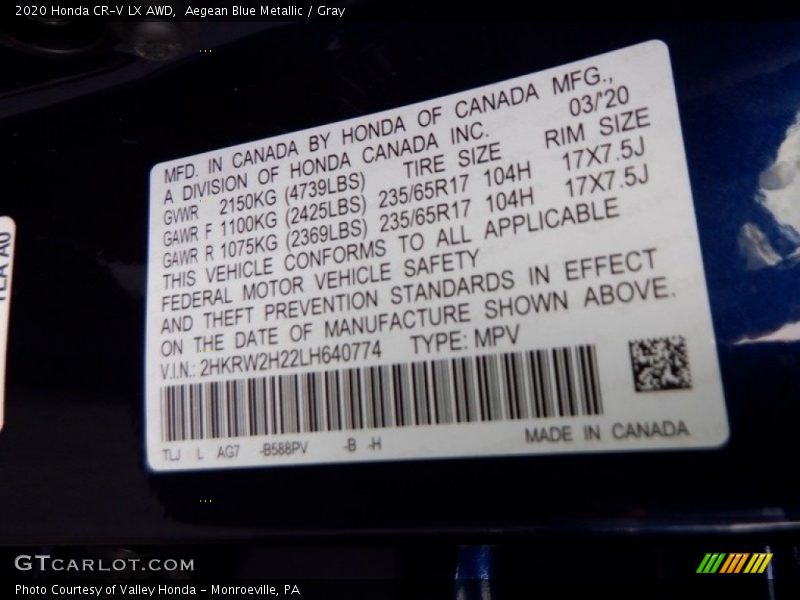 2020 Honda CR-V LX AWD,  Aegean Blue Metallic / Gray
MFD. IN CANADA BY HONDA OF CANADA MFG.,
A DIVISION OF HONDA CANADA INC. 03/'20
GVWR 2150KG (4739LBS) TIRE SIZE RIM SIZE
GAWR F 1100KG (2425LBS) 235/65R17 104H 17X7.5J
GAWR R 1075KG (2369LBS) 235/65R17 104H 17X7.5J
THIS VEHICLE CONFORMS TO ALL APPLICABLE
FEDERAL MOTOR VEHICLE SAFETY
AND THEFT PREVENTION STANDARDS IN EFFECT
ON THE DATE OF MANUFACTURE SHOWN ABOVE.
V.I.N.: 2HKRW2H22LH640774 TYPE: MPV
TLJ L AG7 -B588PV -B -H MADE IN CANADA
GTCARLOT.COM
Photo Courtesy of Valley Honda - Monroeville, PA